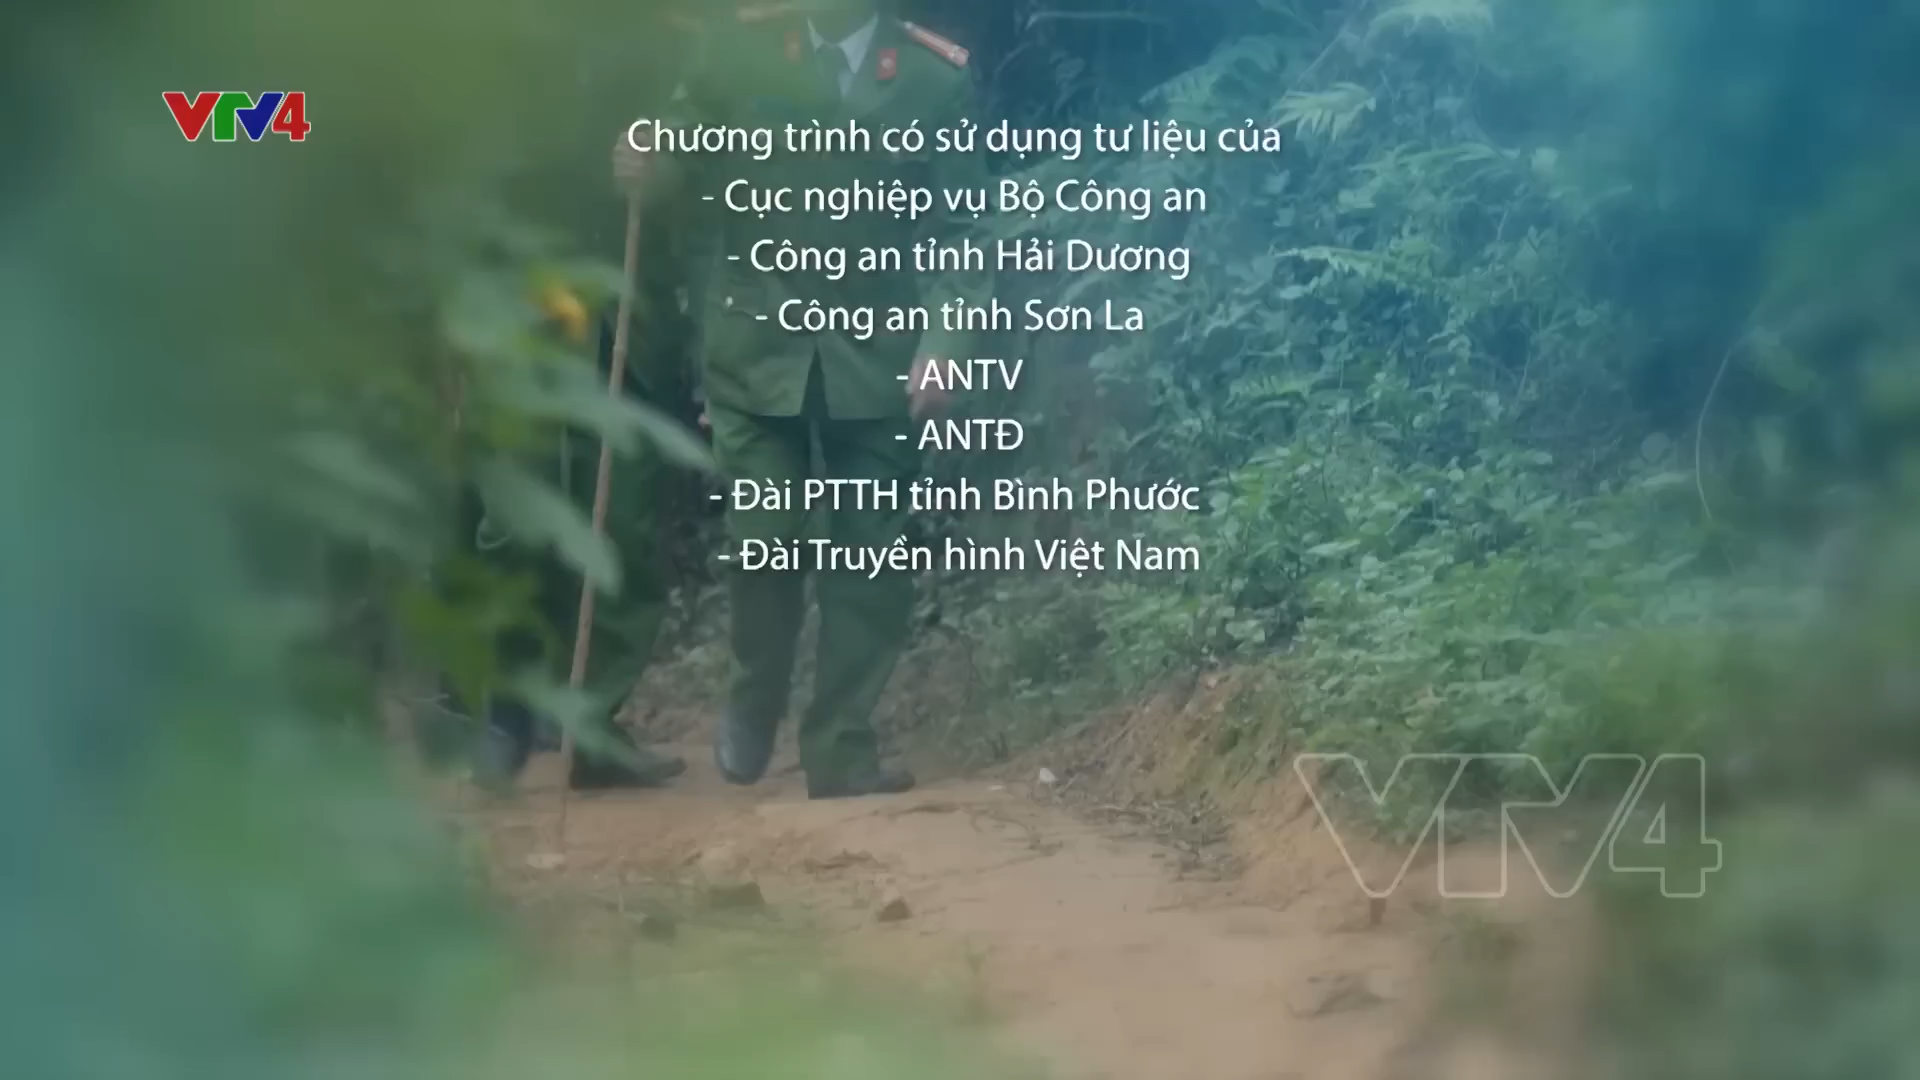 VTV4
Chương trình có sử dụng tư liệu của
- Cục nghiệp vụ Bộ Công an
- Công an tỉnh Hải Dương
- Công an tỉnh Sơn La
- ANTV
- ANTĐ
- Đài PTTH tỉnh Bình Phước
- Đài Truyền hình Việt Nam
VTV4